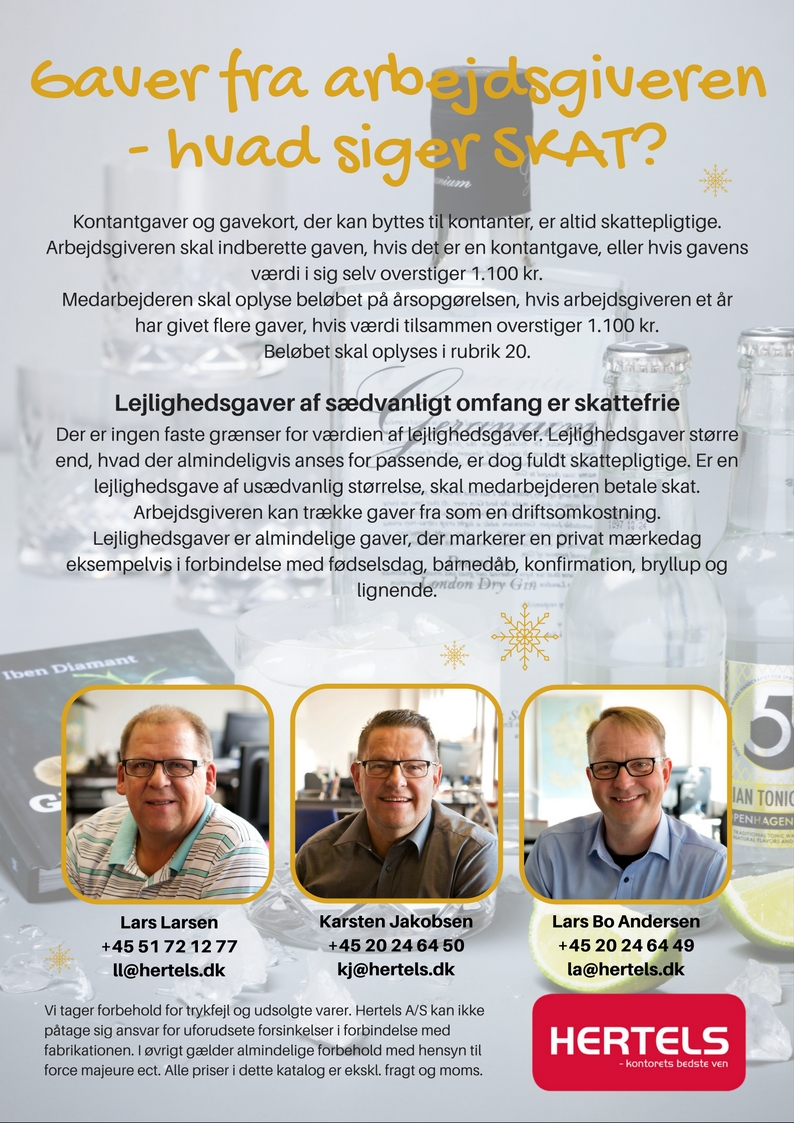 Gaver fra arbejdsgiveren
- hvad siger SKAT?
Kontantgaver og gavekort, der kan byttes til kontanter, er altid skattepligtige.
Arbejdsgiveren skal indberette gaven, hvis det er en kontantgave, eller hvis gavens
værdi i sig selv overstiger 1.100 kr.
Medarbejderen skal oplyse beløbet på årsopgørelsen, hvis arbejdsgiveren et år
har givet flere gaver, hvis værdi tilsammen overstiger 1.100 kr.
Beløbet skal oplyses i rubrik 20.
Lejlighedsgaver af sædvanligt omfang er skattefrie
Der er ingen faste grænser for værdien af lejlighedsgaver. Lejlighedsgaver større
end, hvad der almindeligvis anses for passende, er dog fuldt skattepligtige. Er en
lejlighedsgave af usædvanlig størrelse, skal medarbejderen betale skat.
Arbejdsgiveren kan trække gaver fra som en driftsomkostning.
Lejlighedsgaver er almindelige gaver, der markerer en privat mærkedag
eksempelvis i forbindelse med fødselsdag, barnedåb, konfirmation, bryllup og
lignende.
Geranium
London Dry Gin
Iben Diamant
5
IAN TONIC
PENHAGEN
Lars Larsen
+45 51 72 12 77
ll@hertels.dk
Karsten Jakobsen
+45 20 24 64 50
kj@hertels.dk
Lars Bo Andersen
+45 20 24 64 49
la@hertels.dk
Vi tager forbehold for trykfejl og udsolgte varer. Hertels A/S kan ikke
påtage sig ansvar for uforudsete forsinkelser i forbindelse med
fabrikationen. I øvrigt gælder almindelige forbehold med hensyn til
force majeure ect. Alle priser i dette katalog er ekskl. fragt og moms.
HERTELS
- kontorets bedste ven